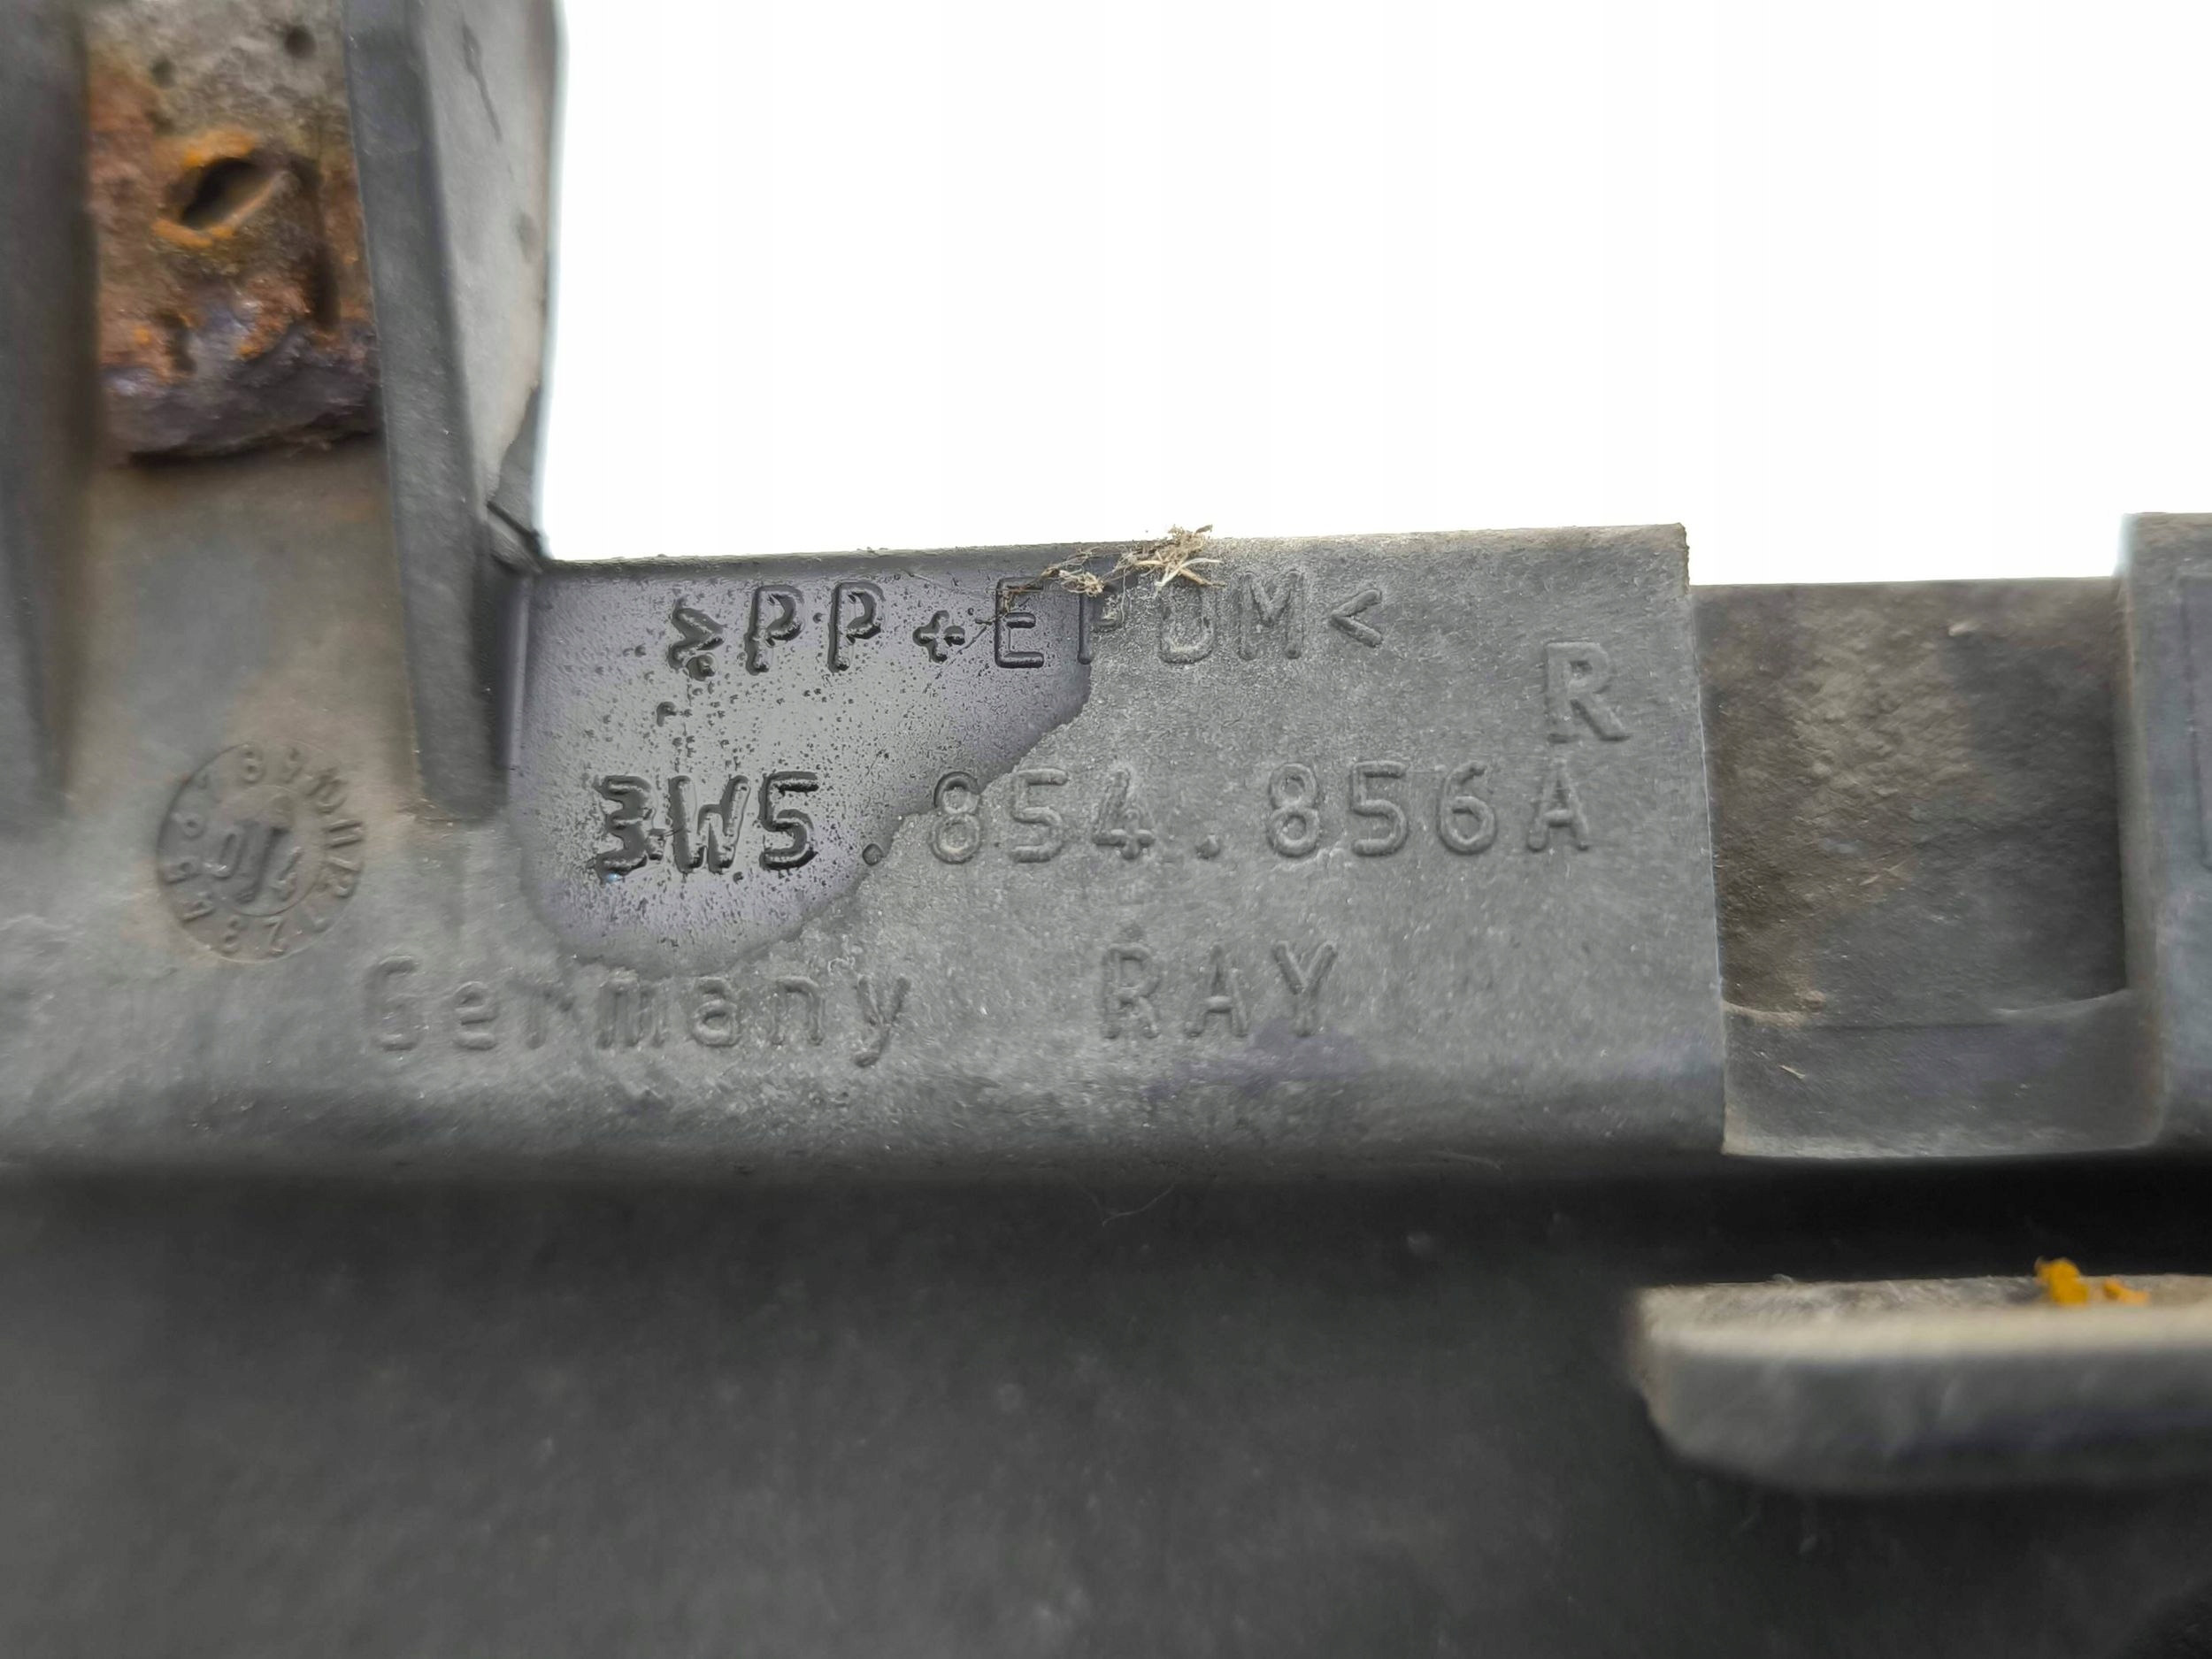 >PP+EPDM<
R
3W5.854.856A
Germany RAY